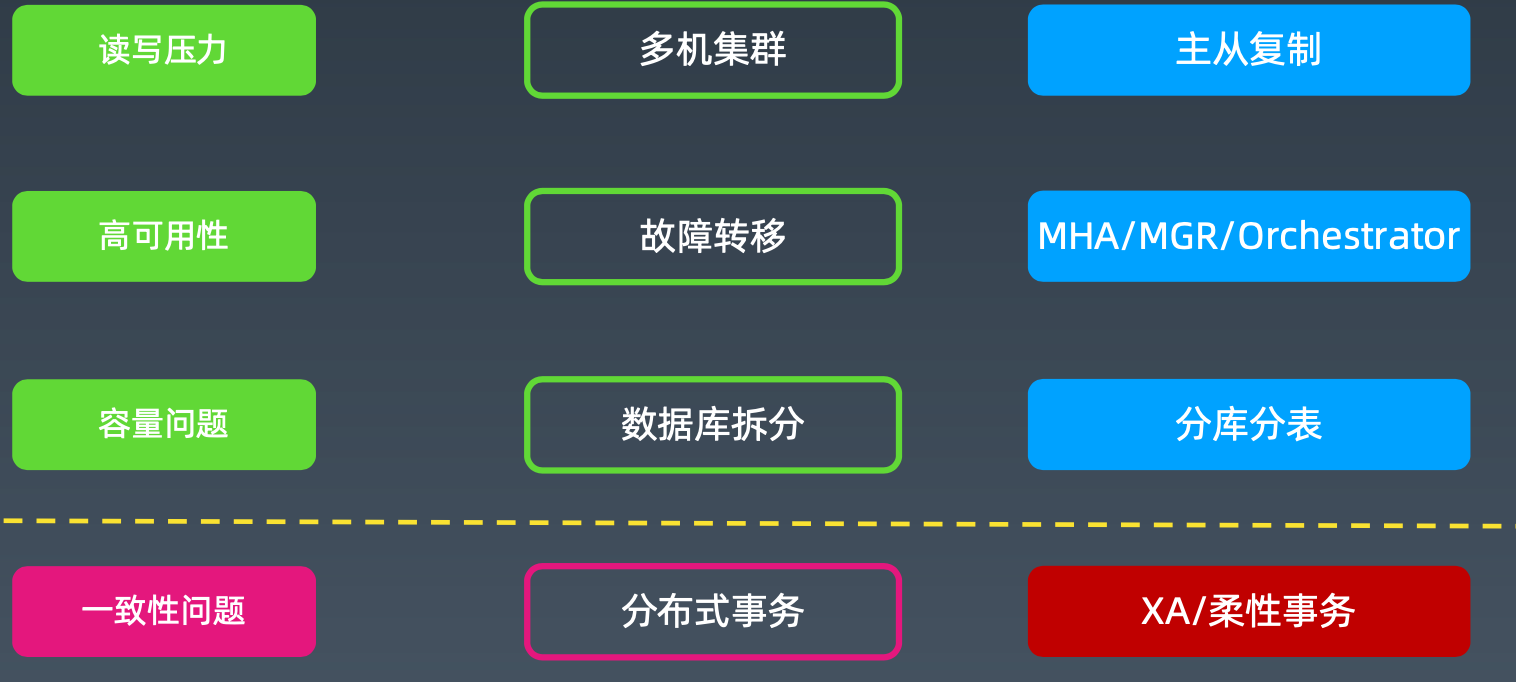 读写压力
多机集群
主从复制
高可用性
故障转移
MHA/MGR/Orchestrator
容量问题
数据库拆分
分库分表
一致性问题
分布式事务
XA/柔性事务